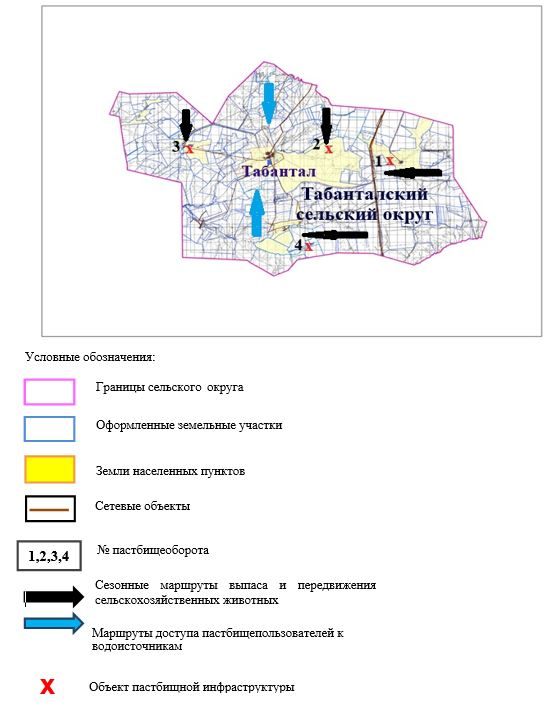 3 x
2 x
1 x
Табантал
Табанталский
сельский округ
4 x
Условные обозначения:
Границы сельского округа
Оформленные земельные участки
Земли населенных пунктов
Сетевые объекты
1,2,3,4 № пастбищеоборота
Сезонные маршруты выпаса и передвижения
сельскохозяйственных животных
Маршруты доступа пастбищепользователей к
водоисточникам
X Объект пастбищной инфраструктуры